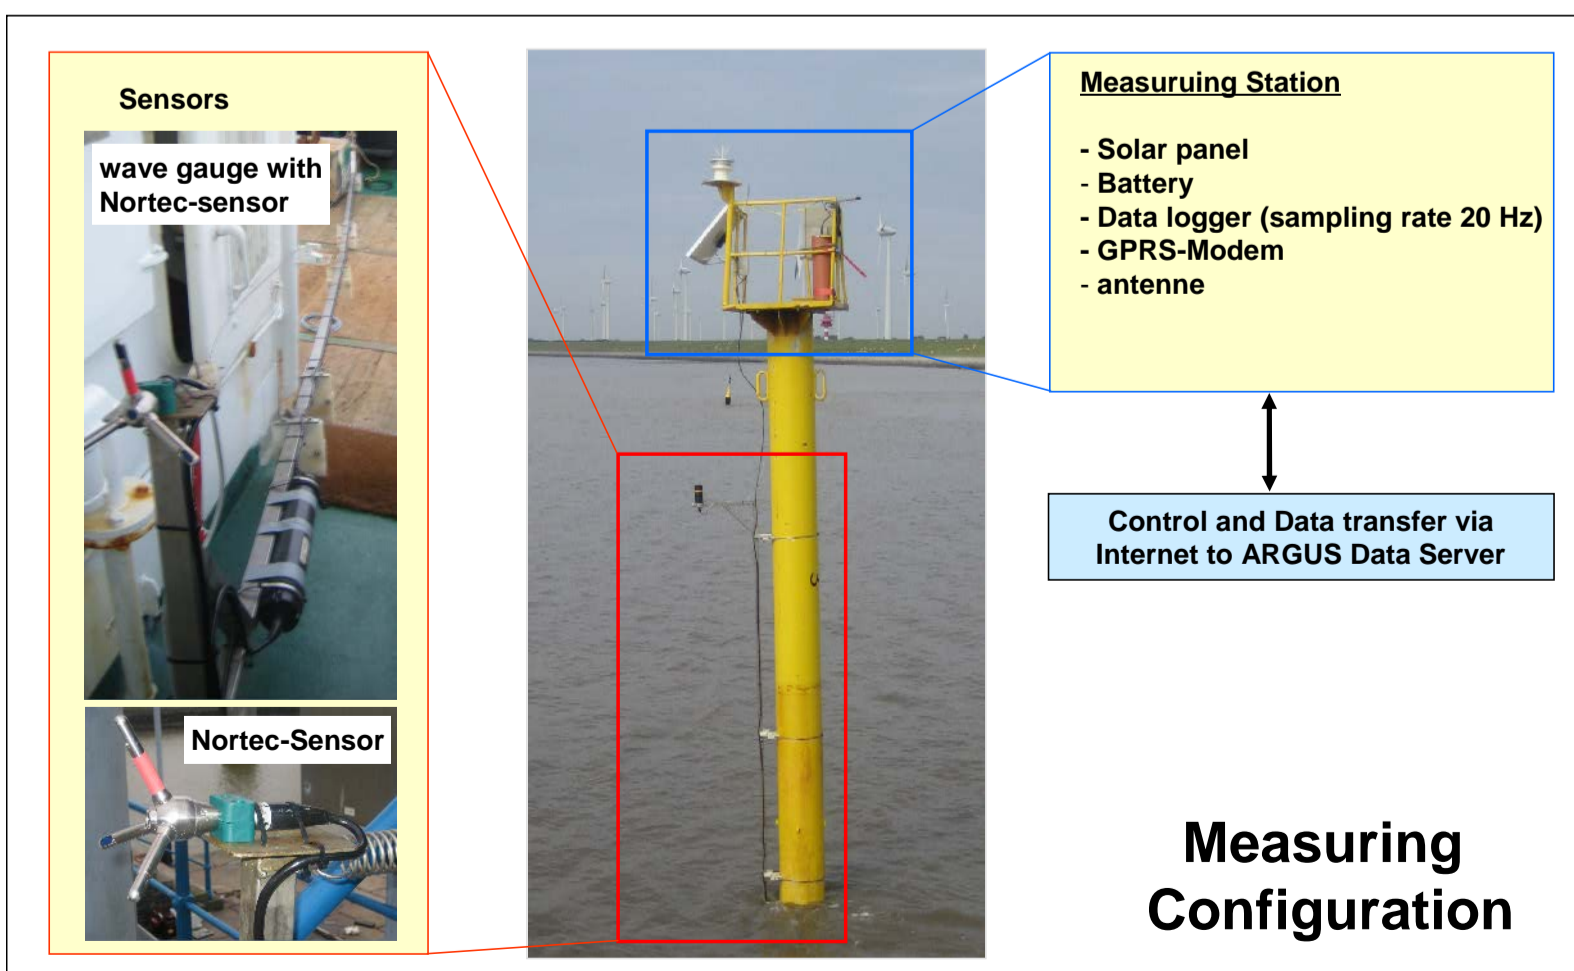 Sensors
wave gauge with
Nortec-sensor
Nortec-Sensor
Measuruing Station
- Solar panel
- Battery
- Data logger (sampling rate 20 Hz)
- GPRS-Modem
- antenne
Control and Data transfer via
Internet to ARGUS Data Server
3
Measuring
Configuration